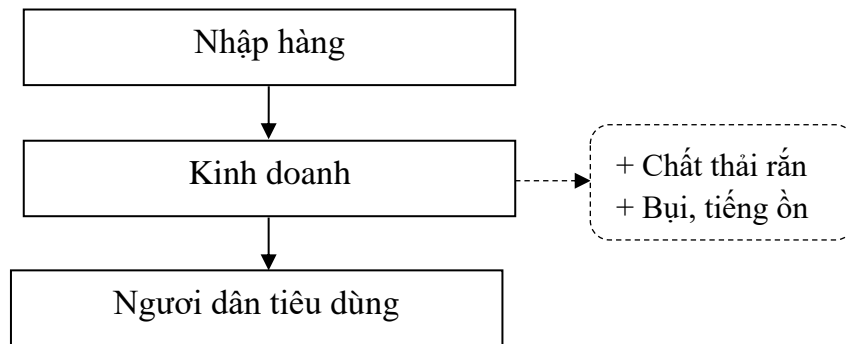 Nhập hàng
Kinh doanh
+ Chất thải rắn
+ Bụi, tiếng ồn
Ngươi dân tiêu dùng